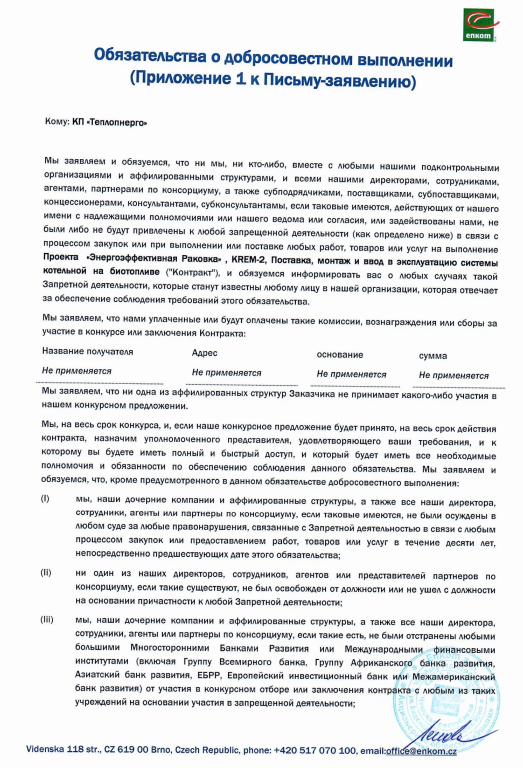 enkom
Обязательства о добросовестном выполнении
(Приложение 1 к Письму-заявлению)
Кому: КП «Теплопнерго»
Мы заявляем и обязуемся, что ни мы, ни кто-либо, вместе с любыми нашими подконтрольными
организациями и аффилированными структурами, и всеми нашими директорами, сотрудниками,
агентами, партнерами по консорциуму, а также субподрядчиками, поставщиками, субпоставщиками,
концессионерами, консультантами, субконсультантамы, если таковые имеются, действующих от нашего
имени с надлежащими полномочиями или нашего ведома или согласия, или задействованы нами, не
были либо не будут привлечены к любой запрещенной деятельности (как определено ниже) в связи с
процессом закупок или при выполнении или поставке любых работ, товаров или услуг на выполнение
Проекта «Энергоэффективная Раковка» , KREM-2, Поставка, монтаж и ввод в эксплуатацию системы
котельной на биотопливе ("Контракт"), и обязуемся информировать вас о любых случаях такой
Запретной деятельности, которые станут известны любому лицу в нашей организации, которая отвечает
за обеспечение соблюдения требований этого обязательства.
Мы заявляем, что нами уплаченные или будут оплачены такие комиссии, вознаграждения или сборы за
участие в конкурсе или заключения Контракта:
Название получателя Адрес основание сумма
Не применяется Не применяется Не применяется Не применяется
Мы заявляем, что ни одна из аффилированных структур Заказчика не принимает какого-либо участия в
нашем конкурсном предложении.
Мы, на весь срок конкурса, и, если наше конкурсное предложение будет принято, на весь срок действия
контракта, назначим уполномоченного представителя, удовлетворяющего ваши требования, и к
которому вы будете иметь полный и быстрый доступ, и который будет иметь все необходимые
полномочия и обязанности по обеспечению соблюдения данного обязательства. Мы заявляем и
обязуемся, что, кроме предусмотренного в данном обязательстве добросовестного выполнения:
(i) мы, наши дочерние компании и аффилированные структуры, а также все наши директора,
сотрудники, агенты или партнеры по консорциуму, если таковые имеются, не были осуждены в
любом суде за любые правонарушения, связанные с Запретной деятельностью в связи с любым
процессом закупок или предоставлением работ, товаров или услуг в течение десяти лет,
непосредственно предшествующих дате этого обязательства;
(ii) ни один из наших директоров, сотрудников, агентов или представителей партнеров по
консорциуму, если такие существуют, не был освобожден от должности или не ушел с должности
на основании причастности к любой Запретной деятельности;
(iii) мы, наши дочерние компании и аффилированные структуры, а также все наши директора,
сотрудники, агенты или партнеры по консорциуму, если такие есть, не были отстранены любыми
большими Многосторонними Банками Развития или Международными финансовыми
институтами (включая Группу Всемирного банка, Группу Африканского банка развития,
Азиатский банк развития, ЕБРР, Европейский инвестиционный банк или Межамериканский
банк развития) от участия в конкурсном отборе или заключения контракта с любым из таких
учреждений на основании участия в запрещенной деятельности;
Videnska 118 str., CZ 619 00 Brno, Czech Republic, phone: +420 517 070 100, email:office@enkom.cz